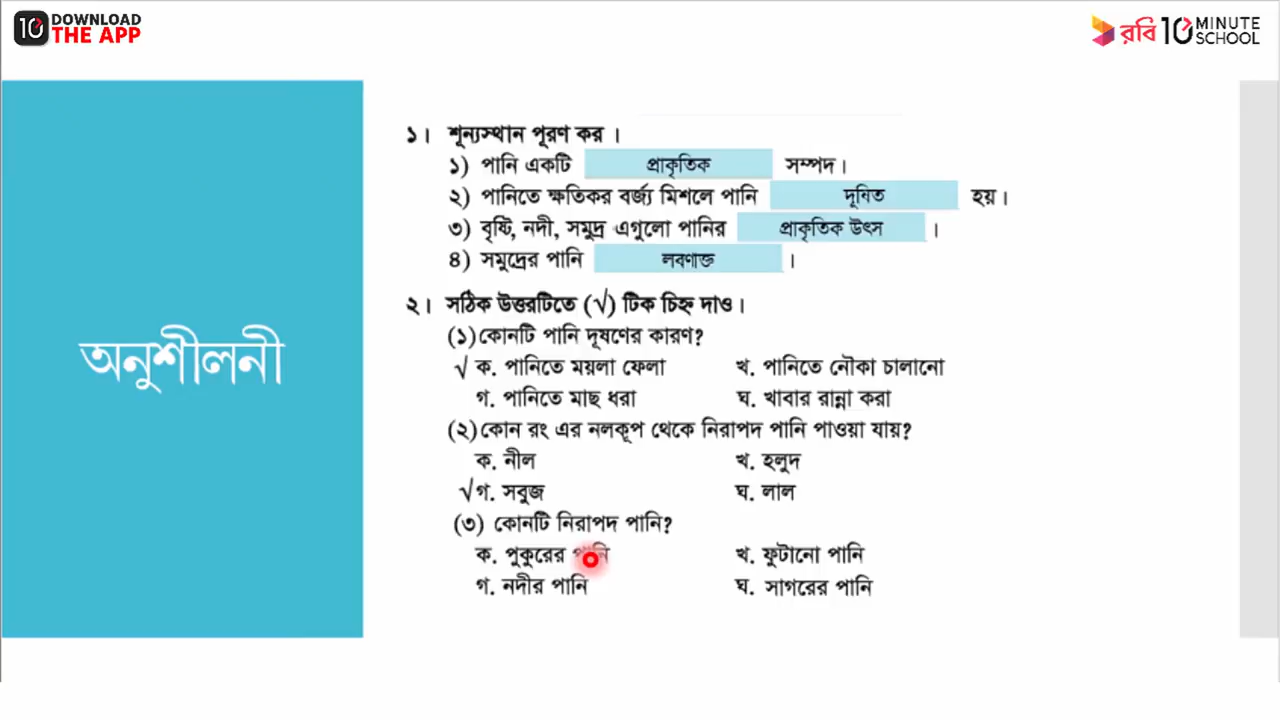 10 DOWNLOAD THE APP
রবি 10 MINUTE SCHOOL
অনুশীলনী
১। শূন্যস্থান পূরণ কর।
১) পানি একটি প্রাকৃতিক সম্পদ।
২) পানিতে ক্ষতিকর বর্জ্য মিশলে পানি দূষিত হয়।
৩) বৃষ্টি, নদী, সমুদ্র এগুলো পানির প্রাকৃতিক উৎস।
৪) সমুদ্রের পানি লবণাক্ত।
২। সঠিক উত্তরটিতে (√) টিক চিহ্ন দাও।
(১) কোনটি পানি দূষণের কারণ?
√ ক. পানিতে ময়লা ফেলা খ. পানিতে নৌকা চালানো
গ. পানিতে মাছ ধরা ঘ. খাবার রান্না করা
(২) কোন রং এর নলকূপ থেকে নিরাপদ পানি পাওয়া যায়?
ক. নীল খ. হলুদ
√ গ. সবুজ ঘ. লাল
(৩) কোনটি নিরাপদ পানি?
ক. পুকুরের পানি খ. ফুটানো পানি
গ. নদীর পানি ঘ. সাগরের পানি